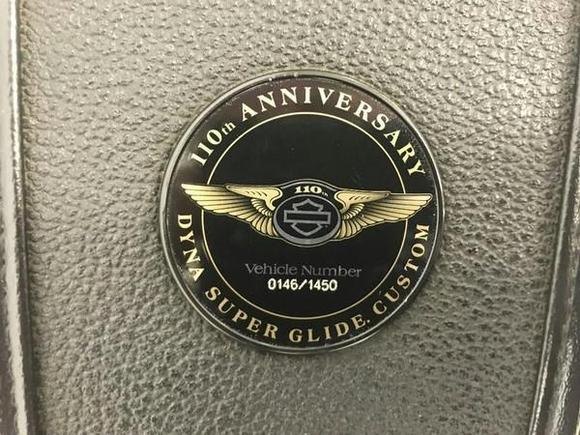 110th ANNIVERSARY
110th
Vehicle Number
0146/1450
DYNA SUPER GLIDE CUSTOM